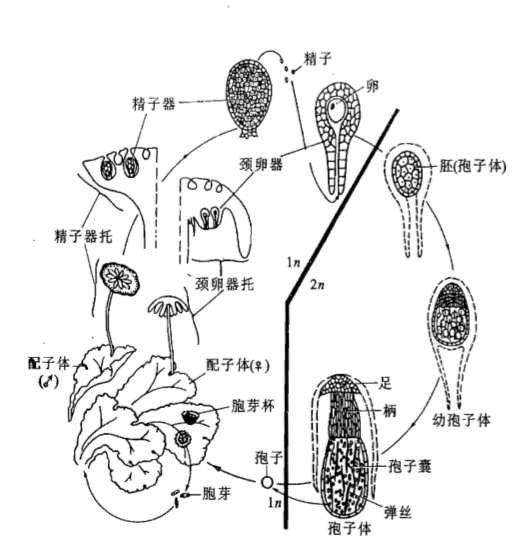 精子
精子器
卵
颈卵器
胚(孢子体)
精子器托
颈卵器托
1n
2n
配子体
(♂)
配子体(♀)
足
柄
幼孢子体
胞芽杯
孢子
孢子囊
胞芽
1n
弹丝
孢子体